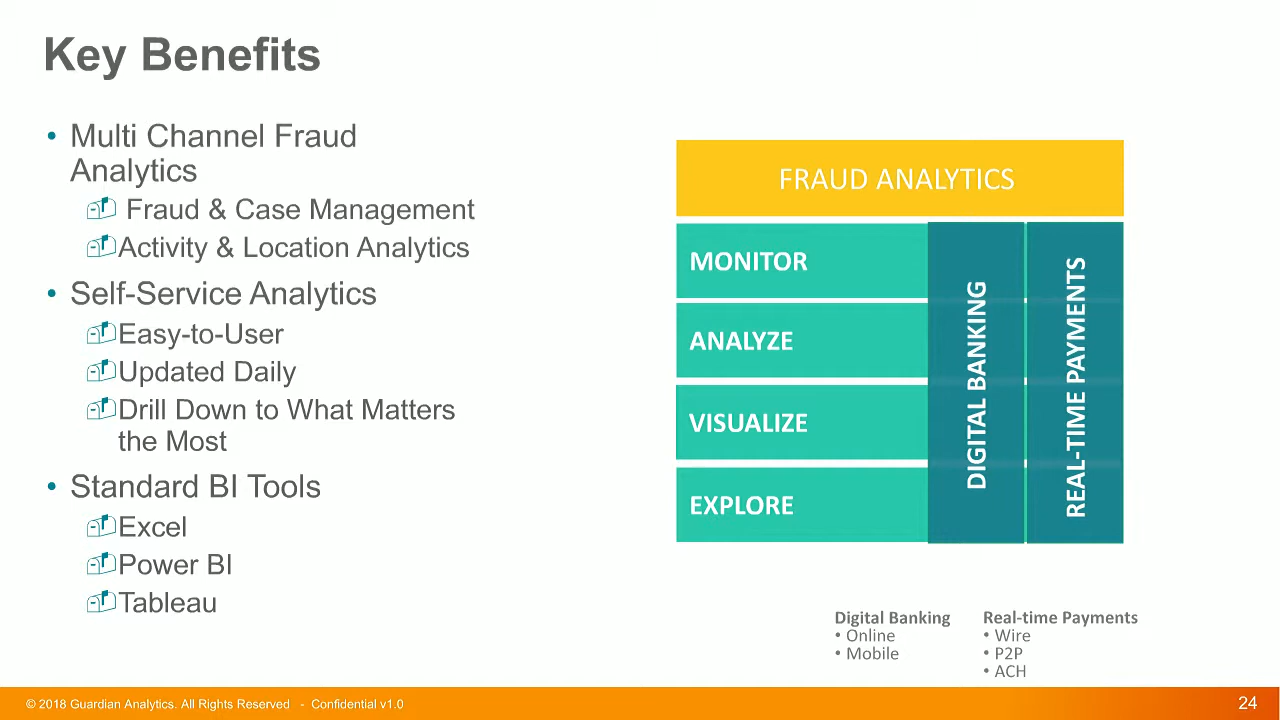 Key Benefits
• Multi Channel Fraud
Analytics
Fraud & Case Management
Activity & Location Analytics
• Self-Service Analytics
Easy-to-User
Updated Daily
Drill Down to What Matters
the Most
• Standard BI Tools
Excel
Power BI
Tableau
FRAUD ANALYTICS
MONITOR
ANALYZE
VISUALIZE
EXPLORE
DIGITAL BANKING
REAL-TIME PAYMENTS
Digital Banking
• Online
• Mobile
Real-time Payments
• Wire
• P2P
• ACH
© 2018 Guardian Analytics. All Rights Reserved - Confidential v1.0
24